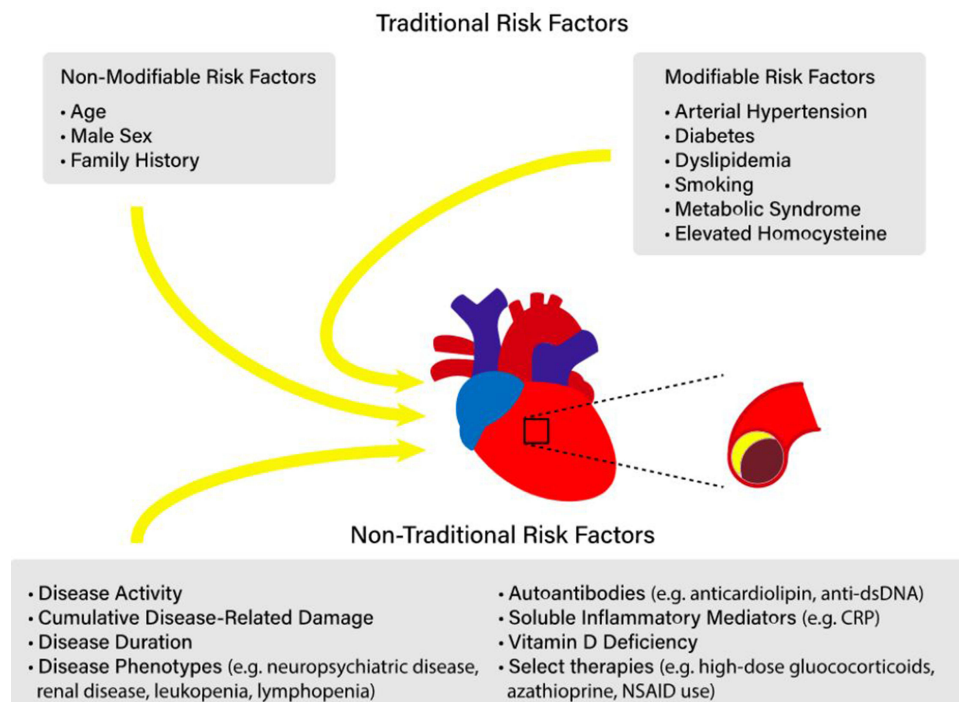 Traditional Risk Factors
Non-Modifiable Risk Factors
• Age
• Male Sex
• Family History
Modifiable Risk Factors
• Arterial Hypertension
• Diabetes
• Dyslipidemia
• Smoking
• Metabolic Syndrome
• Elevated Homocysteine
Non-Traditional Risk Factors
• Disease Activity
• Cumulative Disease-Related Damage
• Disease Duration
• Disease Phenotypes (e.g. neuropsychiatric disease,
renal disease, leukopenia, lymphopenia)
• Autoantibodies (e.g. anticardiolipin, anti-dsDNA)
• Soluble Inflammatory Mediators (e.g. CRP)
• Vitamin D Deficiency
• Select therapies (e.g. high-dose gluococorticoids,
azathioprine, NSAID use)